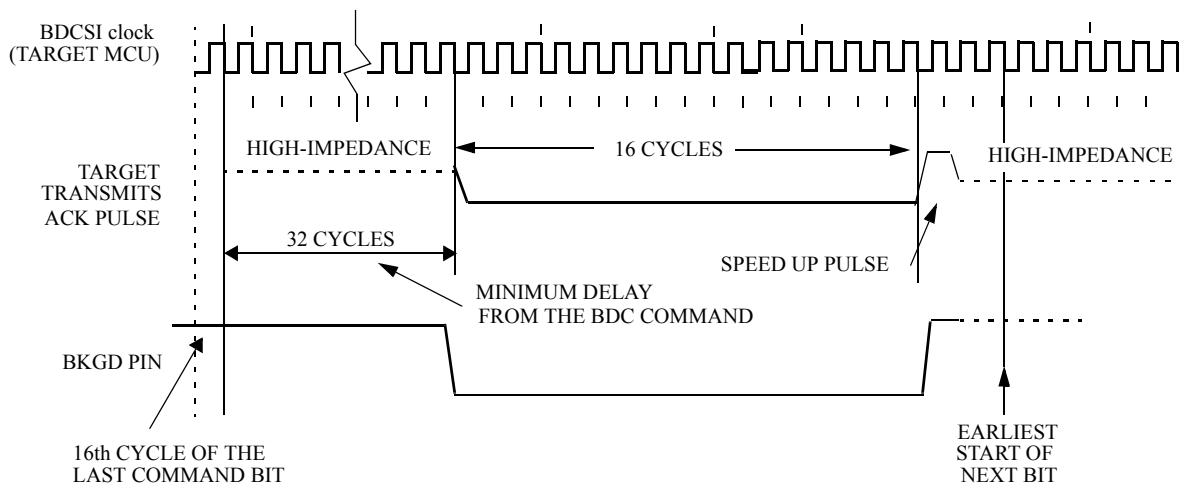 BDCSI clock
(TARGET MCU)
HIGH-IMPEDANCE
16 CYCLES
HIGH-IMPEDANCE
TARGET
TRANSMITS
ACK PULSE
32 CYCLES
SPEED UP PULSE
MINIMUM DELAY
FROM THE BDC COMMAND
BKGD PIN
16th CYCLE OF THE
LAST COMMAND BIT
EARLIEST
START OF
NEXT BIT